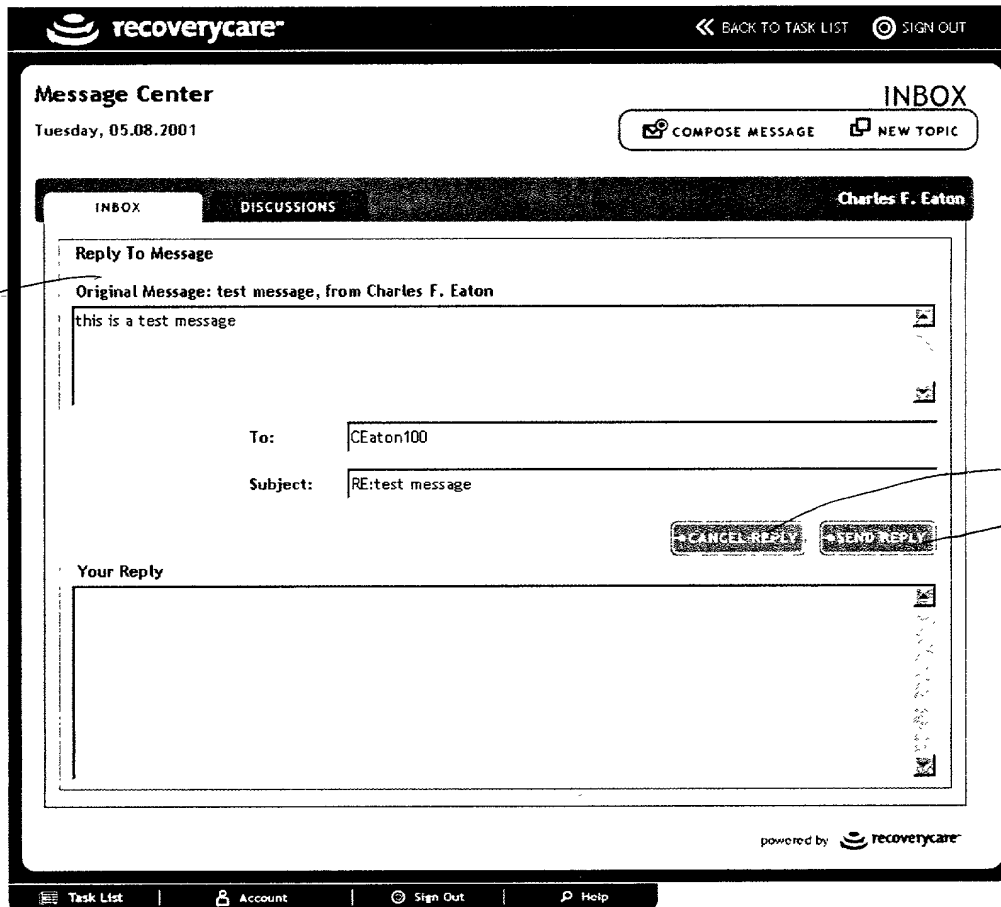 recoverycare
BACK TO TASK LIST SIGN OUT
Message Center
INBOX
Tuesday, 05.08.2001
COMPOSE MESSAGE NEW TOPIC
INBOX DISCUSSIONS Charles F. Eaton
Reply To Message
Original Message: test message, from Charles F. Eaton
this is a test message
To: CEaton100
Subject: RE:test message
CANCEL REPLY SEND REPLY
Your Reply
powered by recoverycare
Task List Account Sign Out Help